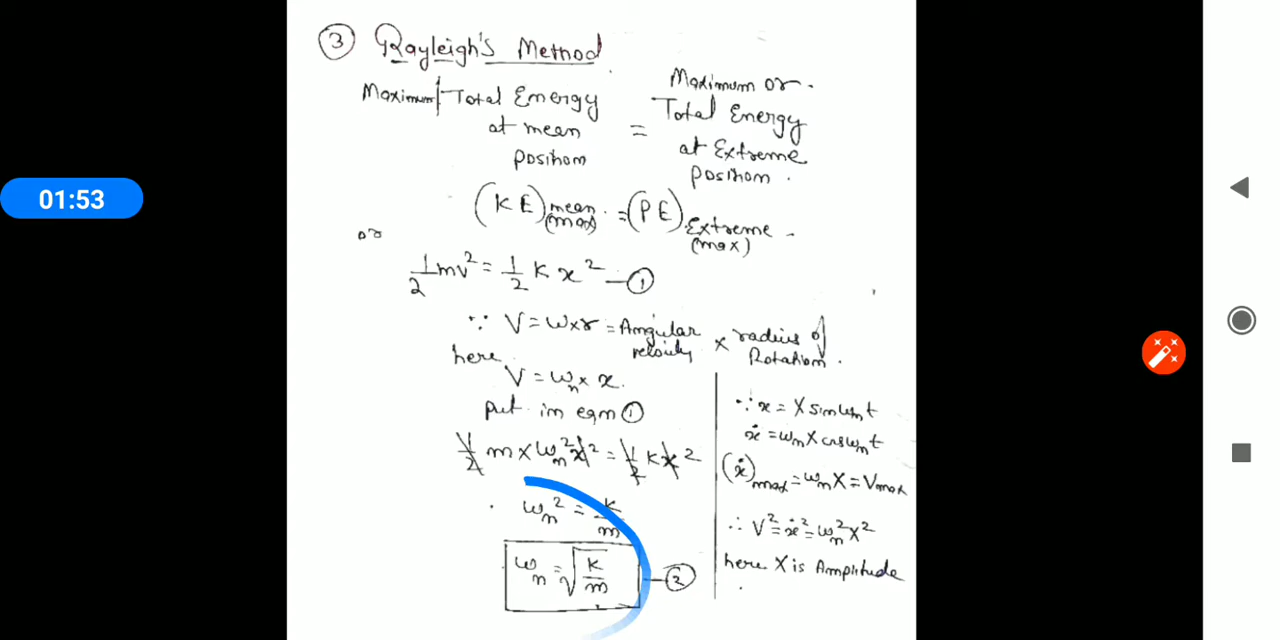 ③ Rayleigh's Method
Maximum/Total Energy at mean position = Maximum or Total Energy at Extreme position.
(KE)mean (max) = (PE)Extreme (max)
or
1/2 mv² = 1/2 K x² — ①
∵ V = ω×r = Angular velocity × radius of Rotation.
here
V = ωn × x.
put in eqn ①
1/2 m × ωn² x² = 1/2 K x²
ωn² = K/m
ωn = √(K/m) — ②
∵ x = X sin ωnt
ẋ = ωn X cos ωnt
(ẋ)max = ωn X = Vmax
∴ V² = ẋ² = ωn² X²
here X is Amplitude
01:53